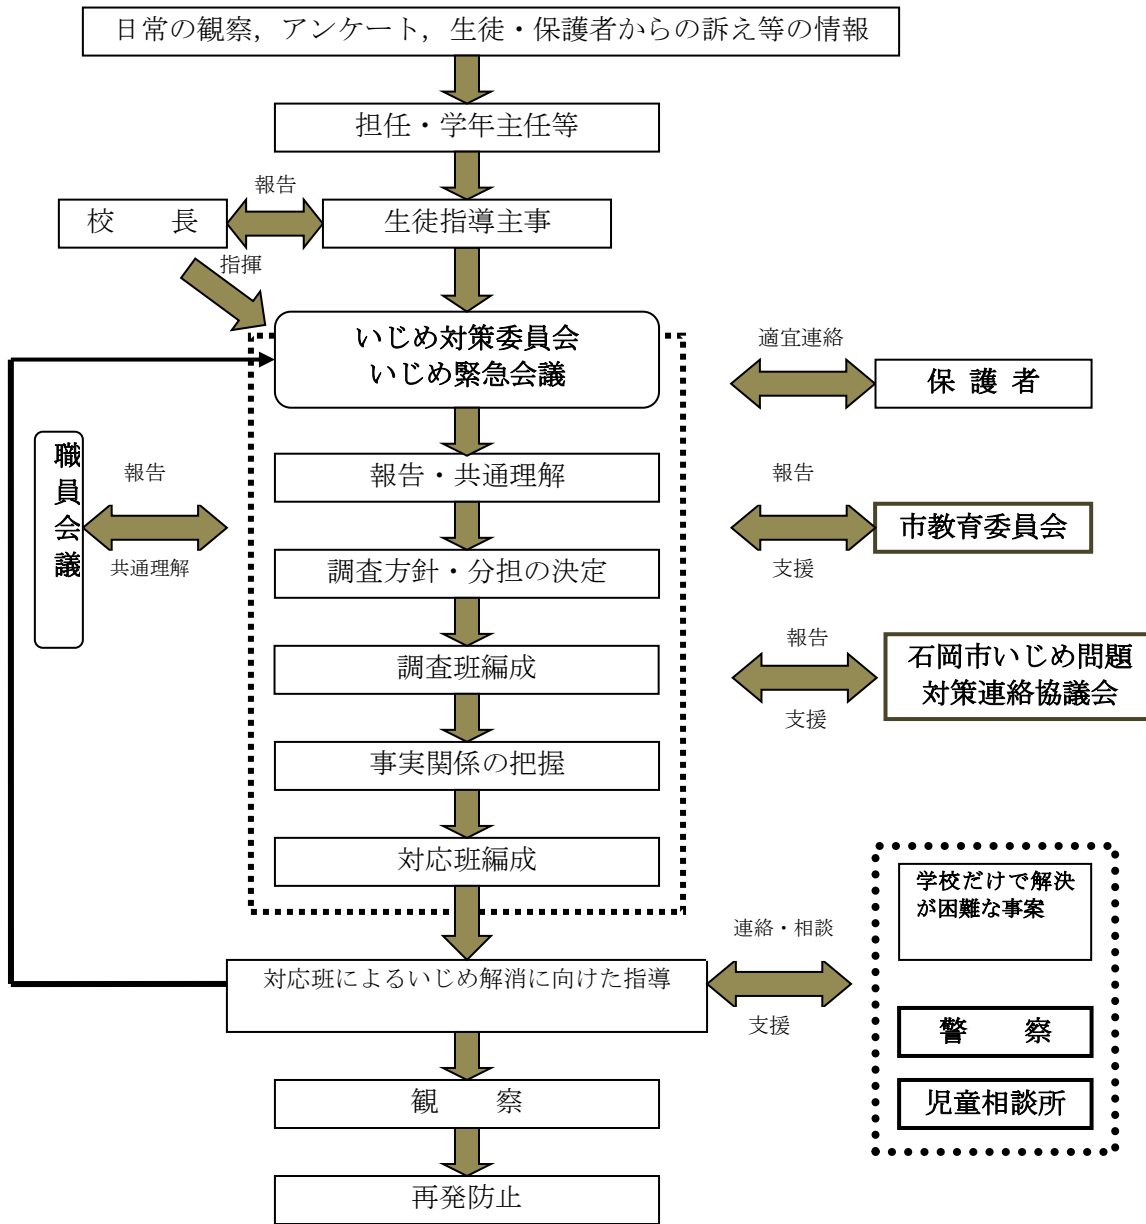 日常の観察，アンケート，生徒・保護者からの訴え等の情報
担任・学年主任等
報告
校　　長
生徒指導主事
指揮
いじめ対策委員会
いじめ緊急会議
適宜連絡
保 護 者
職員会議
報告
共通理解
報告・共通理解
報告
市教育委員会
支援
調査方針・分担の決定
調査班編成
報告
石岡市いじめ問題
対策連絡協議会
支援
事実関係の把握
対応班編成
学校だけで解決
が困難な事案
連絡・相談
対応班によるいじめ解消に向けた指導
支援
警　　察
児童相談所
観　　察
再発防止